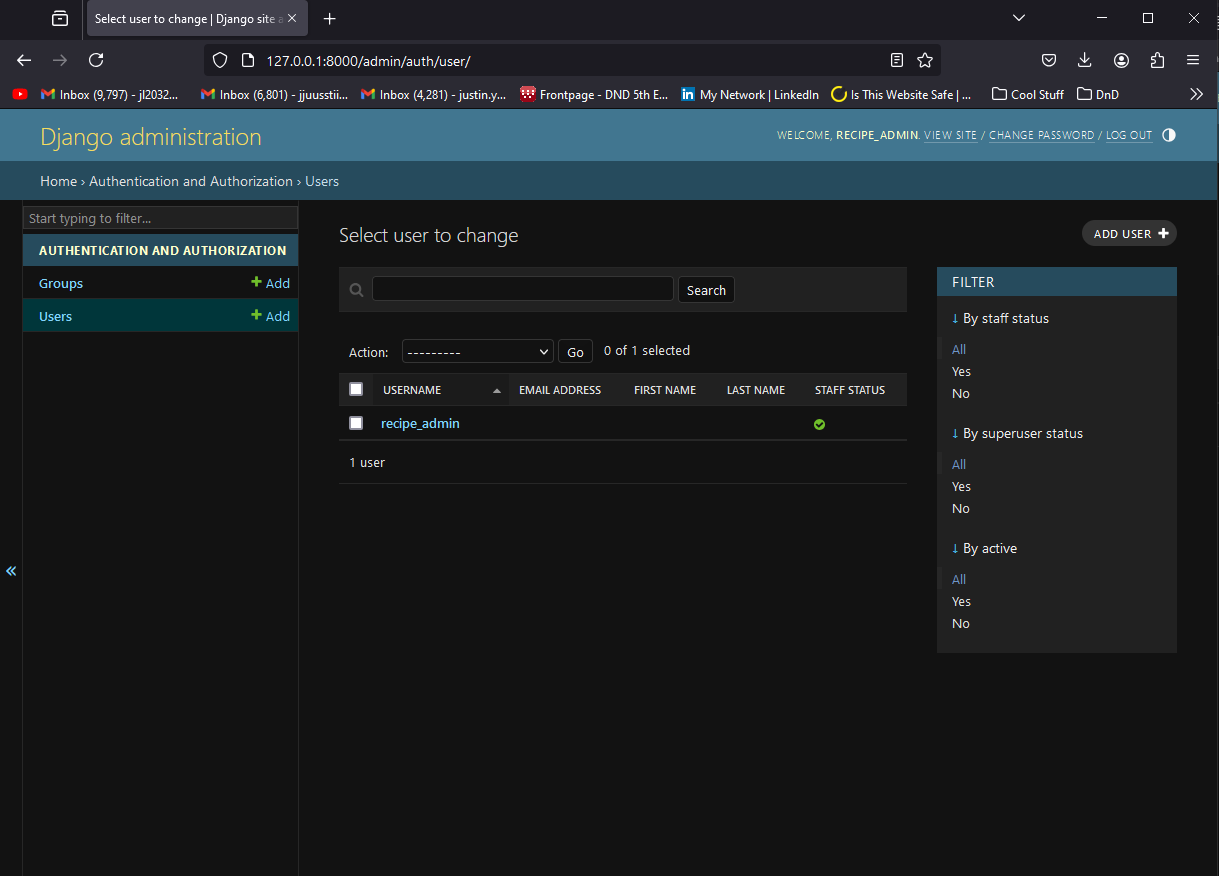 Select user to change | Django site a
127.0.0.1:8000/admin/auth/user/
Inbox (9,797) - jl2032... Inbox (6,801) - jjuusstii... Inbox (4,281) - justin.y... Frontpage - DND 5th E... My Network | LinkedIn Is This Website Safe | ... Cool Stuff DnD
Django administration
WELCOME, RECIPE_ADMIN. VIEW SITE / CHANGE PASSWORD / LOG OUT
Home › Authentication and Authorization › Users
Start typing to filter...
AUTHENTICATION AND AUTHORIZATION
Groups + Add
Users + Add
Select user to change
ADD USER +
Search
Action: --------- Go 0 of 1 selected
USERNAME EMAIL ADDRESS FIRST NAME LAST NAME STAFF STATUS
recipe_admin
1 user
FILTER
↓ By staff status
All
Yes
No
↓ By superuser status
All
Yes
No
↓ By active
All
Yes
No